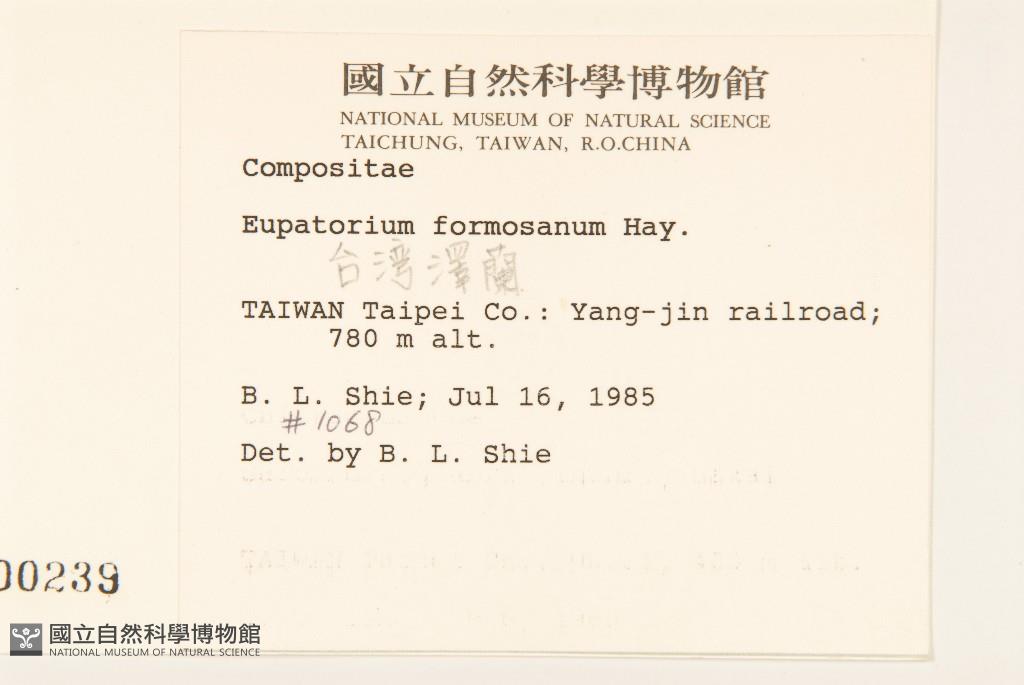 國立自然科學博物館
NATIONAL MUSEUM OF NATURAL SCIENCE
TAICHUNG, TAIWAN, R.O.CHINA
Compositae
Eupatorium formosanum Hay.
台湾澤蘭
TAIWAN Taipei Co.: Yang-jin railroad;
780 m alt.
B. L. Shie; Jul 16, 1985
#1068
Det. by B. L. Shie
00239
國立自然科學博物館
NATIONAL MUSEUM OF NATURAL SCIENCE